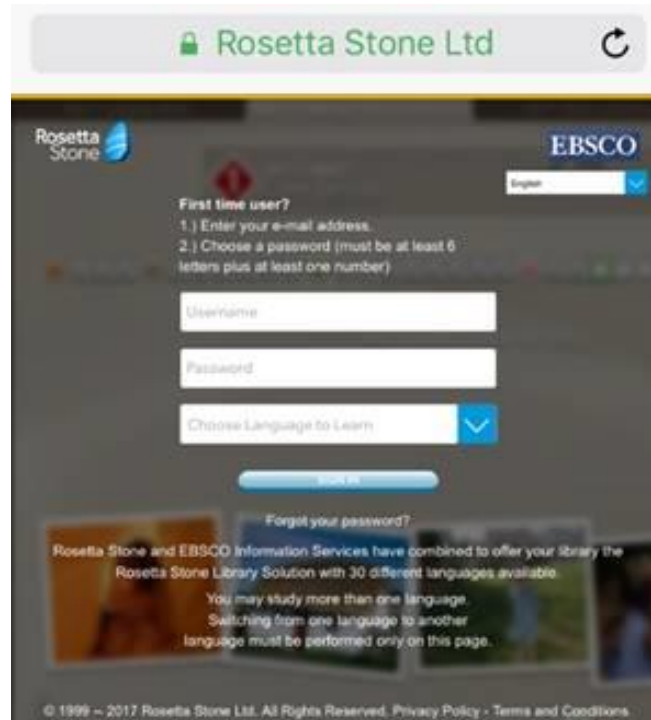 Rosetta Stone Ltd
Rosetta
Stone
EBSCO
English
First time user?
1.) Enter your e-mail address.
2.) Choose a password (must be at least 6
letters plus at least one number)
Username
Password
Choose Language to Learn
SIGN IN
Forgot your password?
Rosetta Stone and EBSCO Information Services have combined to offer your library the
Rosetta Stone Library Solution with 30 different languages available.
You may study more than one language.
Switching from one language to another
language must be performed only on this page.
© 1999 – 2017 Rosetta Stone Ltd. All Rights Reserved. Privacy Policy - Terms and Conditions